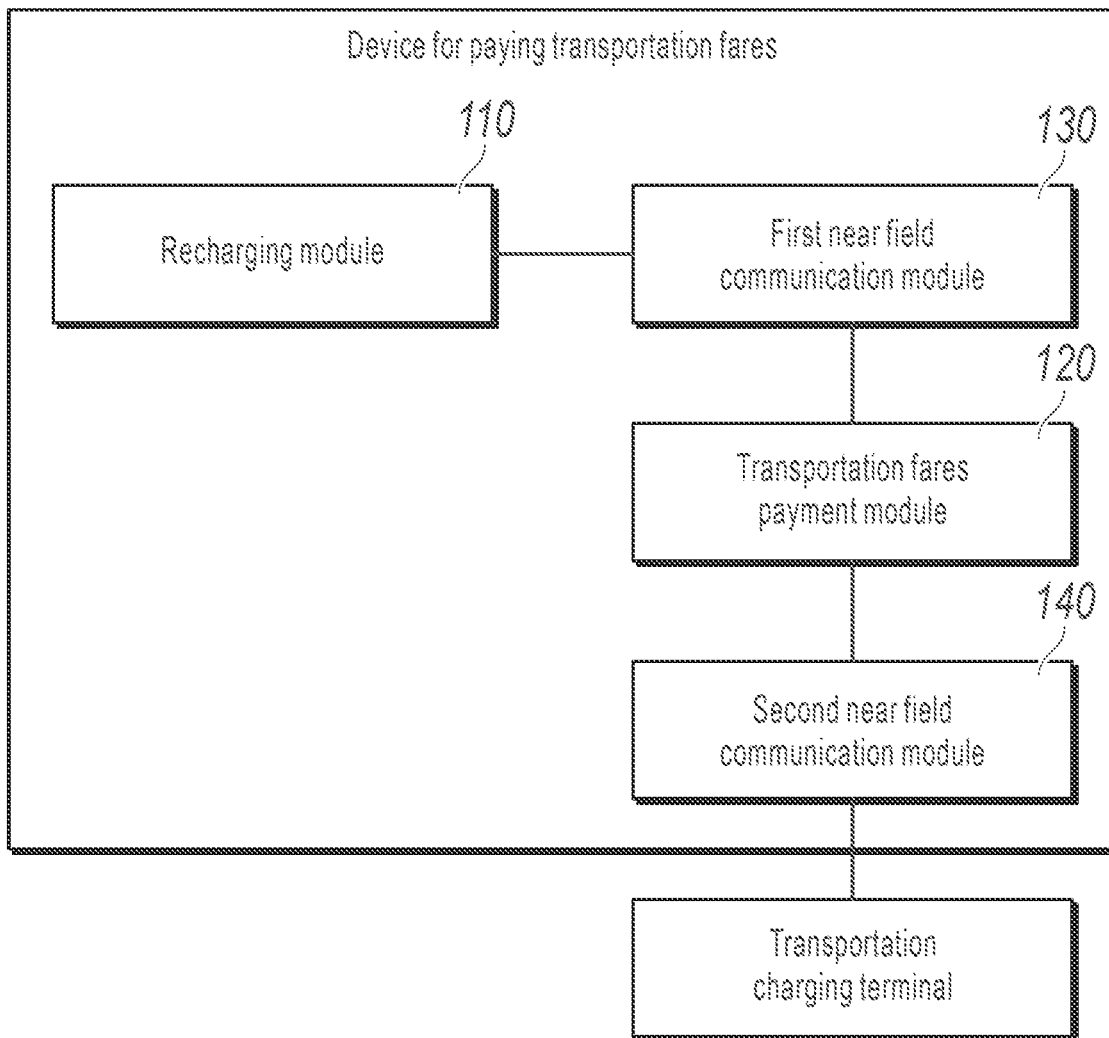 Device for paying transportation fares
110
130
Recharging module
First near field
communication module
120
Transportation fares
payment module
140
Second near field
communication module
Transportation
charging terminal